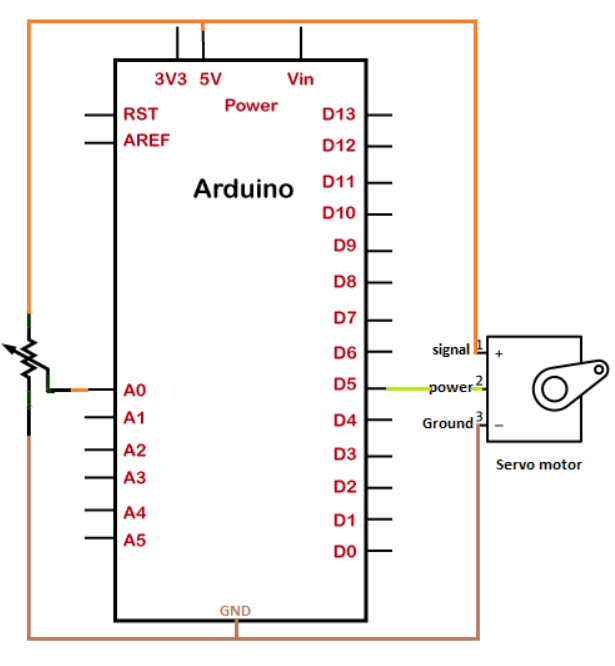 3V3 5V Vin
Power
RST
AREF
Arduino
D13
D12
D11
D10
D9
D8
D7
D6
D5
D4
D3
D2
D1
D0
A0
A1
A2
A3
A4
A5
GND
signal 1 +
power 2
Ground 3 −
Servo motor